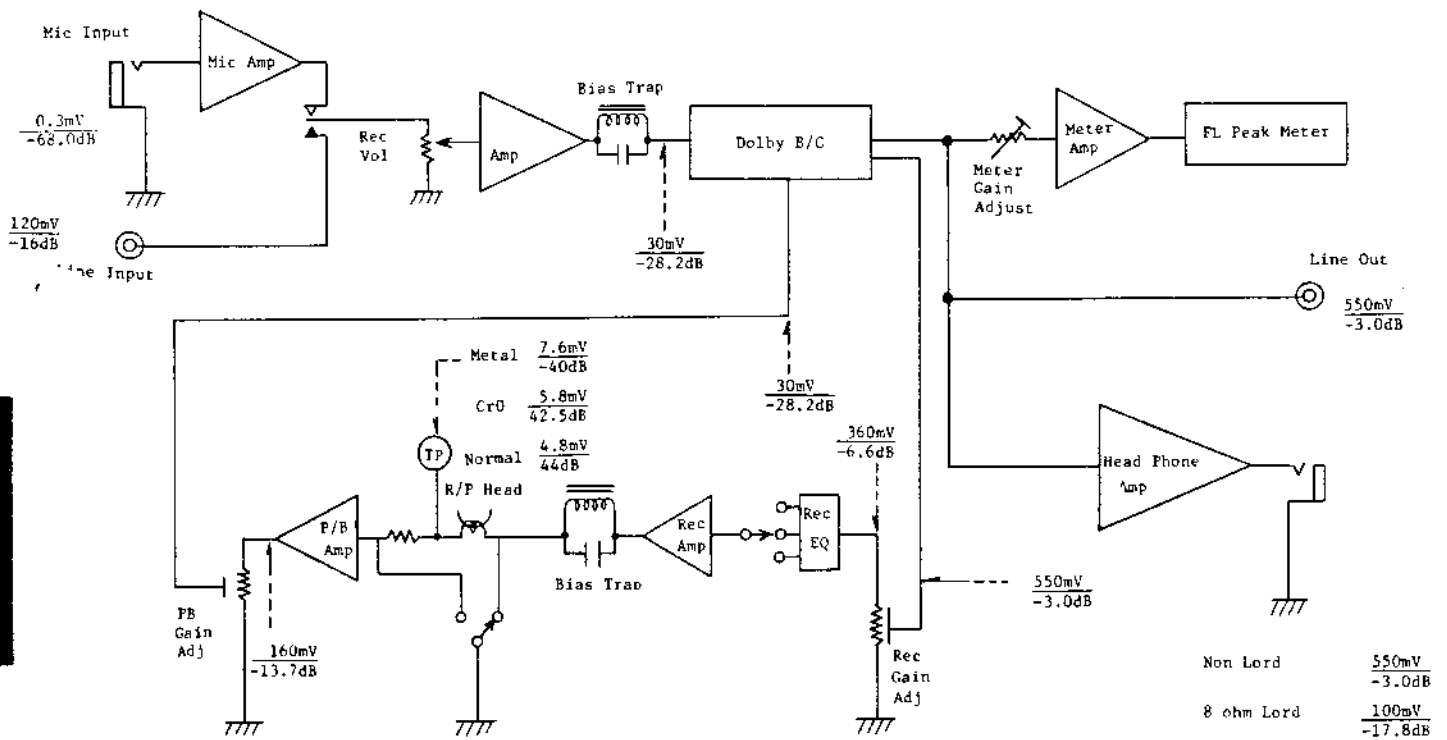 Mic Input
Mic Amp
0.3mV
-68.0dB
Rec
Vol
120mV
-16dB
Input
Amp
Bias Trap
30mV
-28.2dB
Dolby B/C
Meter
Gain
Adjust
Meter
Amp
FL Peak Meter
Line Out
550mV
-3.0dB
30mV
-28.2dB
Metal
7.6mV
-40dB
CrO
5.8mV
42.5dB
Normal
4.8mV
44dB
TP
R/P Head
P/B
Amp
Bias Trap
Rec
Amp
Rec
EQ
360mV
-6.6dB
Head Phone
Amp
PB
Gain
Adj
160mV
-13.7dB
550mV
-3.0dB
Rec
Gain
Adj
Non Lord
550mV
-3.0dB
8 ohm Lord
100mV
-17.8dB